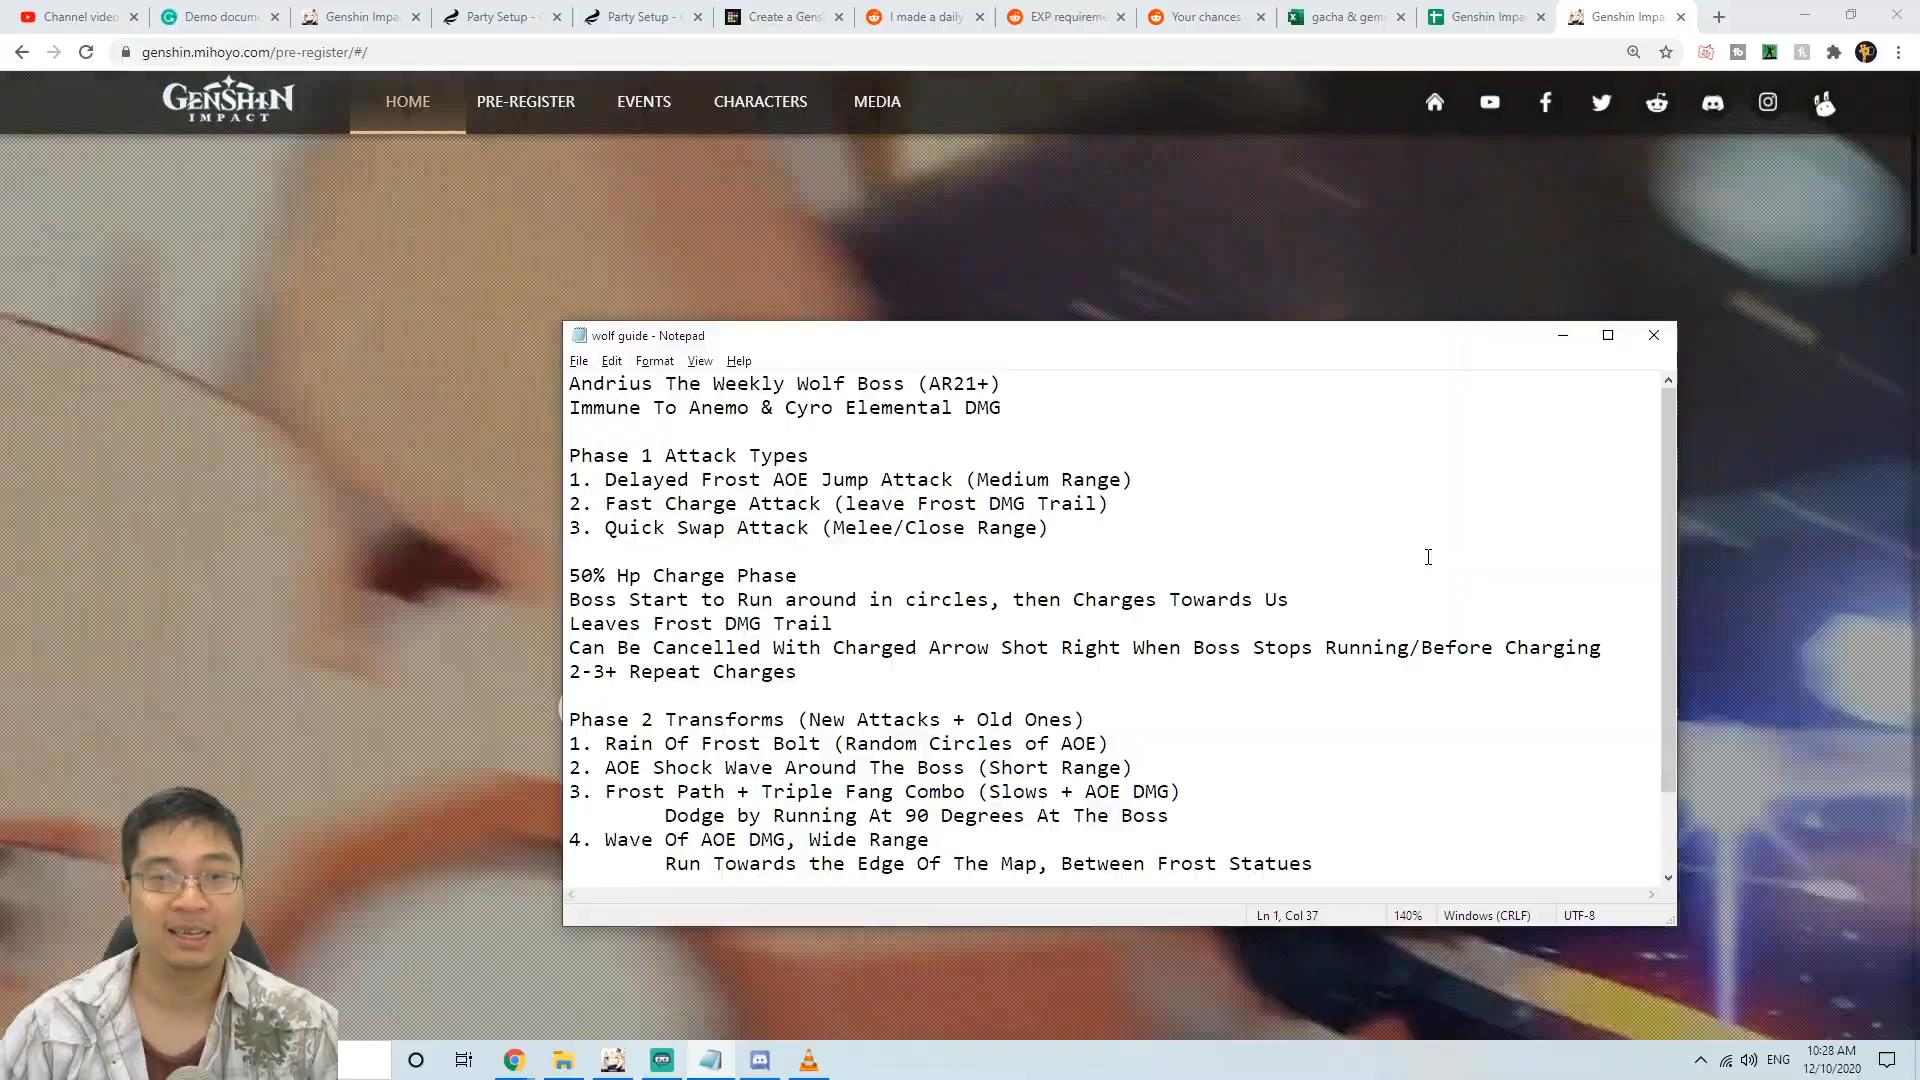 Channel video
Demo docum
Genshin Impa
Party Setup -
Party Setup -
Create a Gens
I made a daily
EXP requireme
Your chances
gacha & gem
Genshin Impa
Genshin Impa
genshin.mihoyo.com/pre-register/#/
GENSHIN
IMPACT
HOME
PRE-REGISTER
EVENTS
CHARACTERS
MEDIA
wolf guide - Notepad
File Edit Format View Help
Andrius The Weekly Wolf Boss (AR21+)
Immune To Anemo & Cyro Elemental DMG
Phase 1 Attack Types
1. Delayed Frost AOE Jump Attack (Medium Range)
2. Fast Charge Attack (leave Frost DMG Trail)
3. Quick Swap Attack (Melee/Close Range)
50% Hp Charge Phase
Boss Start to Run around in circles, then Charges Towards Us
Leaves Frost DMG Trail
Can Be Cancelled With Charged Arrow Shot Right When Boss Stops Running/Before Charging
2-3+ Repeat Charges
Phase 2 Transforms (New Attacks + Old Ones)
1. Rain Of Frost Bolt (Random Circles of AOE)
2. AOE Shock Wave Around The Boss (Short Range)
3. Frost Path + Triple Fang Combo (Slows + AOE DMG)
Dodge by Running At 90 Degrees At The Boss
4. Wave Of AOE DMG, Wide Range
Run Towards the Edge Of The Map, Between Frost Statues
Ln 1, Col 37
140%
Windows (CRLF)
UTF-8
ENG
10:28 AM
12/10/2020